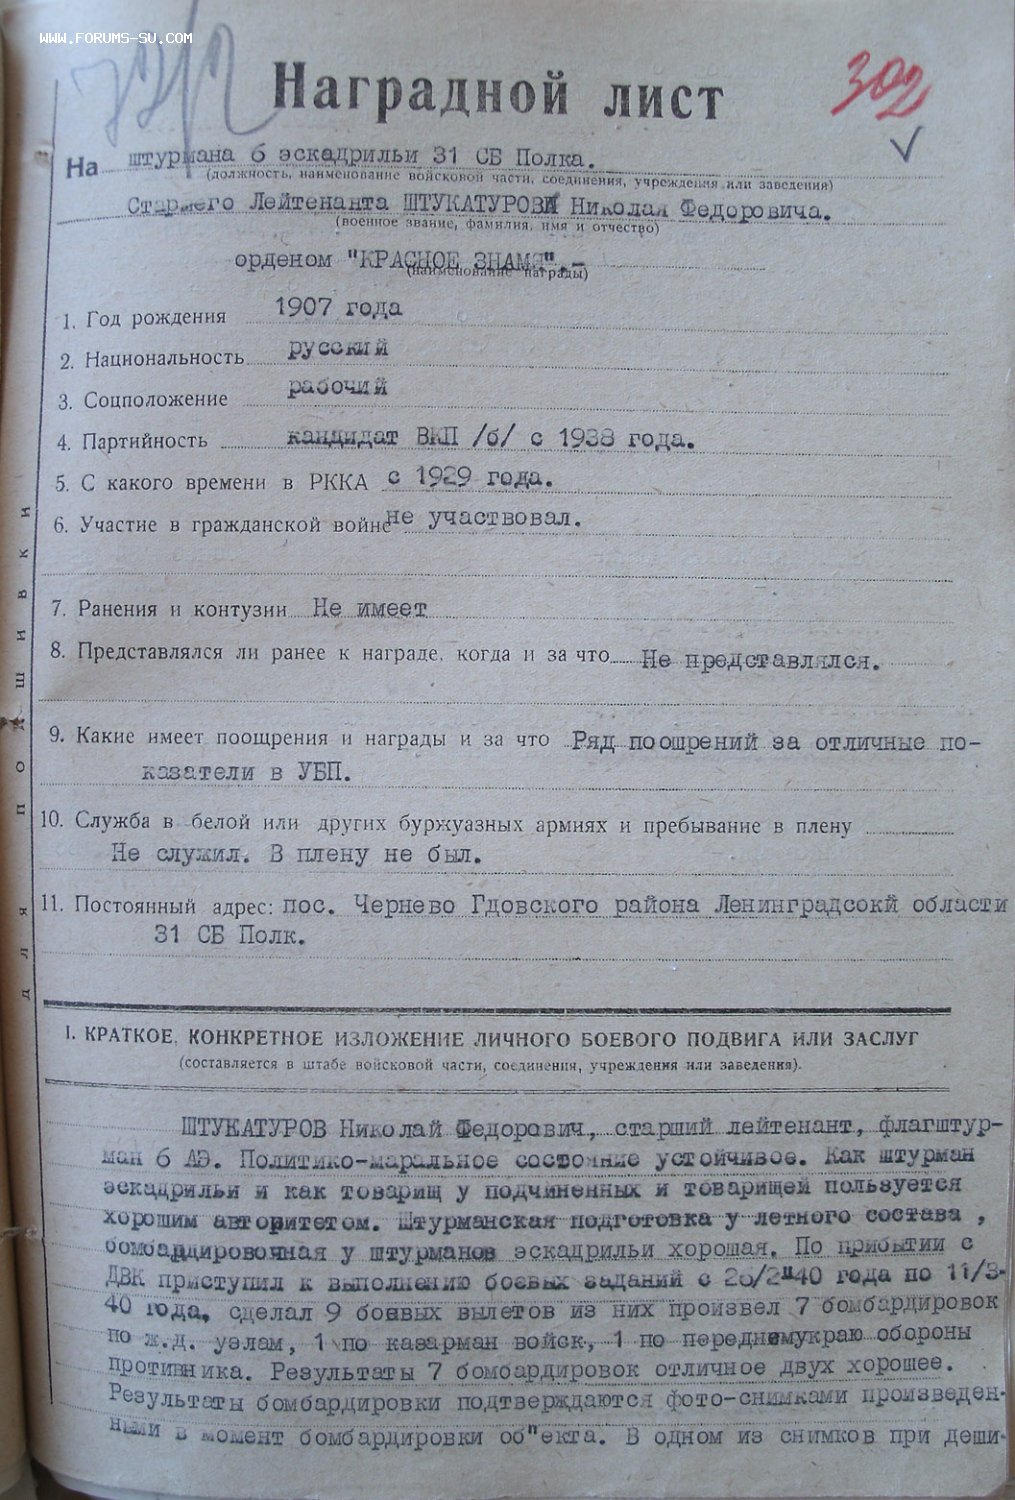 WWW.FORUMS-SU.COM
302
Наградной лист
На штурмана 6 эскадрильи 31 СБ Полка.
(должность, наименование войсковой части, соединения, учреждения или заведения)
Старшего Лейтенанта ШТУКАТУРОВА Николая Федоровича.
(военное звание, фамилия, имя и отчество)
орденом "КРАСНОЕ ЗНАМЯ".-
(наименование награды)
1. Год рождения 1907 года
2. Национальность русский
3. Соцположение рабочий
4. Партийность кандидат ВКП /б/ с 1938 года.
5. С какого времени в РККА с 1929 года.
6. Участие в гражданской войне не участвовал.
7. Ранения и контузии Не имеет
8. Представлялся ли ранее к награде, когда и за что Не представлялся.
9. Какие имеет поощрения и награды и за что Ряд поощрений за отличные по-
казатели в УБП.
10. Служба в белой или других буржуазных армиях и пребывание в плену
Не служил. В плену не был.
11. Постоянный адрес: пос. Чернево Гдовского района Ленинградсокй области
31 СБ Полк.
для подшивки
I. КРАТКОЕ, КОНКРЕТНОЕ ИЗЛОЖЕНИЕ ЛИЧНОГО БОЕВОГО ПОДВИГА ИЛИ ЗАСЛУГ
(составляется в штабе войсковой части, соединения, учреждения или заведения).
ШТУКАТУРОВ Николай Федорович, старший лейтенант, флагштур-
ман 6 АЭ. Политико-маральное состояние устойчивое. Как штурман
эскадрильи и как товарищ у подчиненных и товарищей пользуется
хорошим авторитетом. Штурманская подготовка у летного состава ,
бомбардировочная у штурманов эскадрильи хорошая. По прибытии с
ДВК приступил к выполнению боевых заданий с 26/2-40 года по 11/3-
40 года, сделал 9 боевых вылетов из них произвел 7 бомбардировок
по ж.д. узлам, 1 по казарман войск, 1 по переднемукраю обороны
противника. Результаты 7 бомбардировок отличное двух хорошее.
Результаты бомбардировки подтверждаются фото-снимками произведен-
ными в момент бомбардировки об"екта. В одном из снимков при деши-